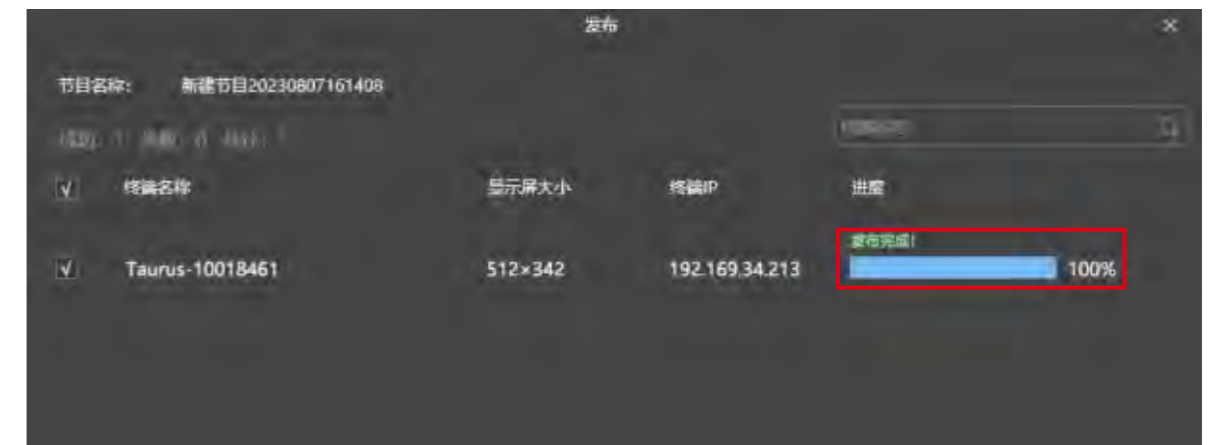 发布
节目名称: 新建节目20230807161408
终端名称 显示屏大小 终端IP 进度
发布完成!
Taurus-10018461 512×342 192.169.34.213 100%